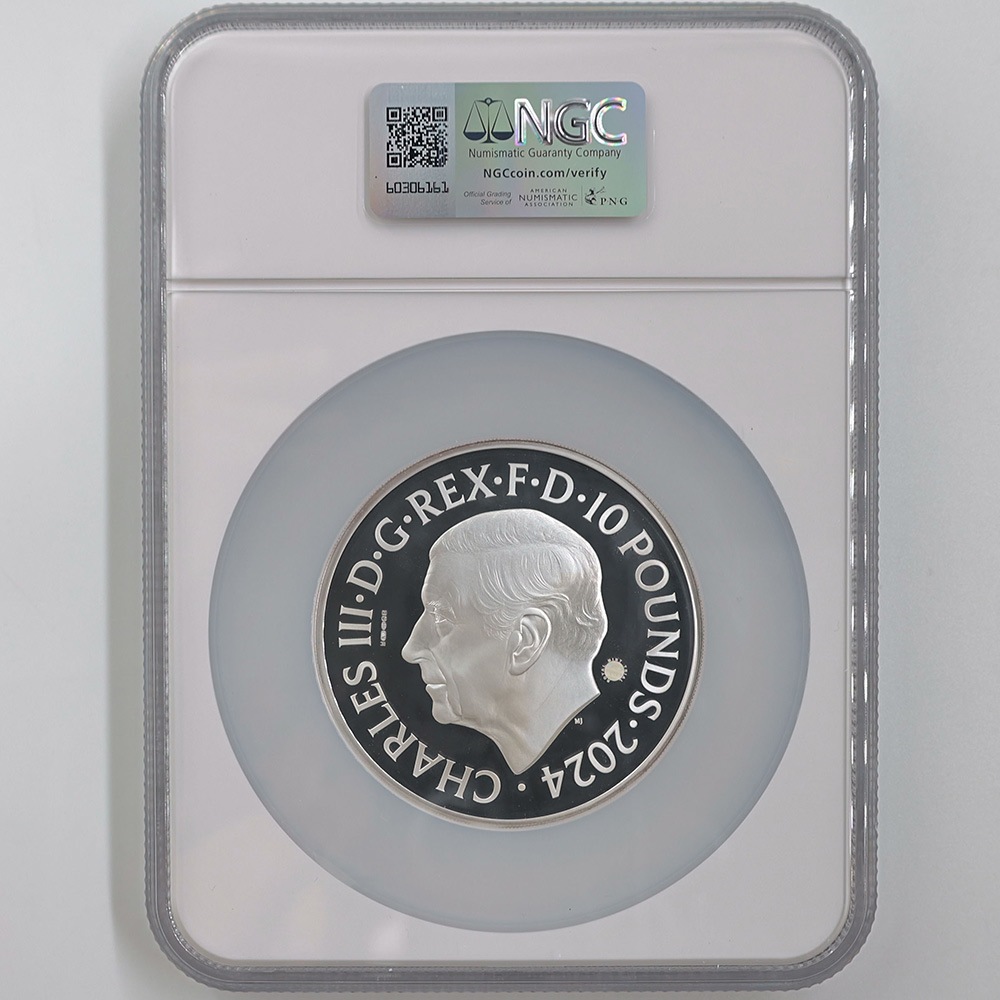 NGC
Numismatic Guaranty Company
NGCcoin.com/verify
60306161
Official Grading
Service of
AMERICAN
NUMISMATIC
ASSOCIATION
PNG
CHARLES III·D·G·REX·F·D·10 POUNDS·2024·
MJ